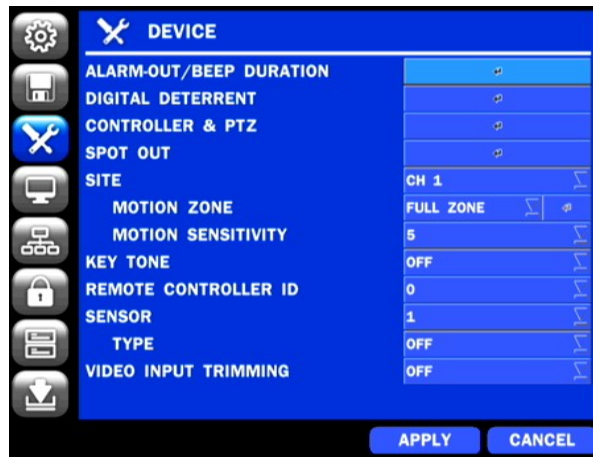 DEVICE
ALARM-OUT/BEEP DURATION
DIGITAL DETERRENT
CONTROLLER & PTZ
SPOT OUT
SITE CH 1
MOTION ZONE FULL ZONE
MOTION SENSITIVITY 5
KEY TONE OFF
REMOTE CONTROLLER ID 0
SENSOR 1
TYPE OFF
VIDEO INPUT TRIMMING OFF
APPLY CANCEL